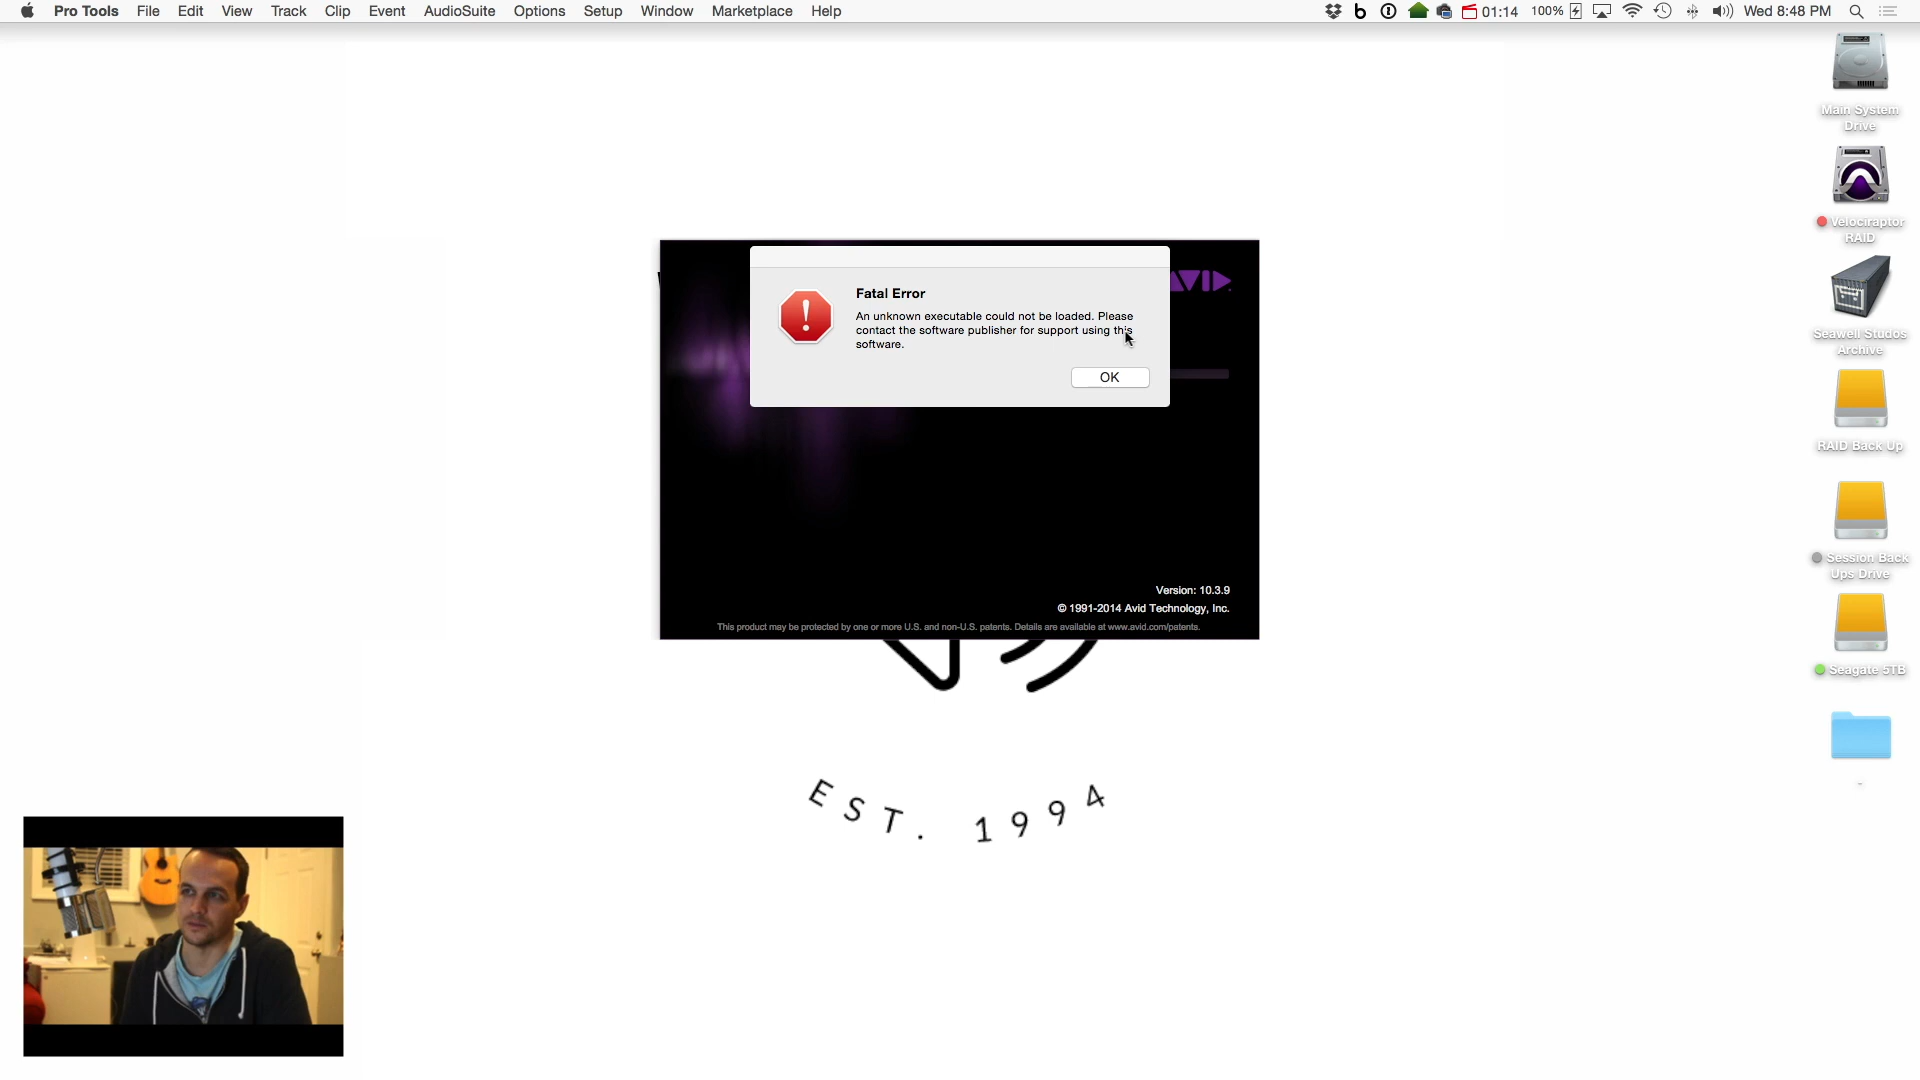 Pro Tools File Edit View Track Clip Event AudioSuite Options Setup Window Marketplace Help
01:14 100% Wed 8:48 PM
Main System
Drive
Velociraptor
RAID
Seawell Studos
Archive
RAID Back Up
Session Back
Ups Drive
Seagate 5TB
-
AVID
Fatal Error
An unknown executable could not be loaded. Please
contact the software publisher for support using this
software.
OK
Version: 10.3.9
© 1991-2014 Avid Technology, Inc.
This product may be protected by one or more U.S. and non-U.S. patents. Details are available at www.avid.com/patents.
EST. 1994